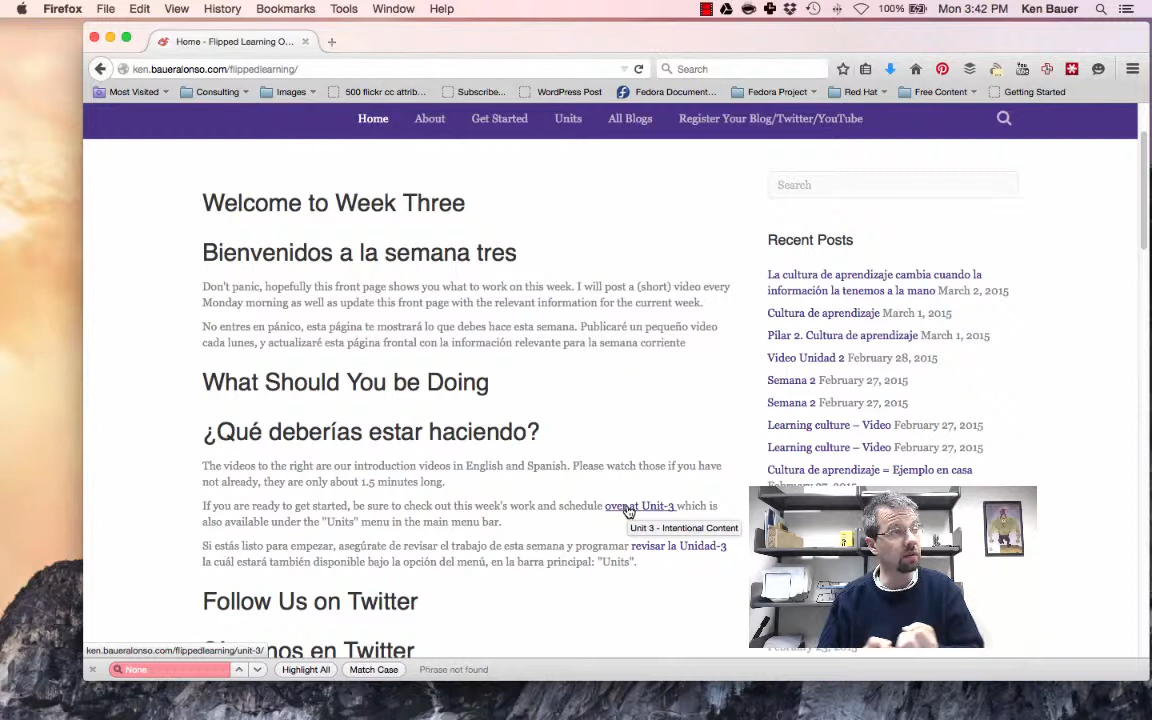 Firefox File Edit View History Bookmarks Tools Window Help 100% Mon 3:42 PM Ken Bauer
Home - Flipped Learning O...
ken.baueralonso.com/flippedlearning/ Search
Most Visited Consulting Images 500 flickr cc attrib... Subscribe... WordPress Post Fedora Document... Fedora Project Red Hat Free Content Getting Started
Home About Get Started Units All Blogs Register Your Blog/Twitter/YouTube
Welcome to Week Three
Bienvenidos a la semana tres
Don't panic, hopefully this front page shows you what to work on this week. I will post a (short) video every
Monday morning as well as update this front page with the relevant information for the current week.
No entres en pánico, esta página te mostrará lo que debes hace esta semana. Publicaré un pequeño video
cada lunes, y actualizaré esta página frontal con la información relevante para la semana corriente
What Should You be Doing
¿Qué deberías estar haciendo?
The videos to the right are our introduction videos in English and Spanish. Please watch those if you have
not already, they are only about 1.5 minutes long.
If you are ready to get started, be sure to check out this week's work and schedule over at Unit-3 which is
also available under the "Units" menu in the main menu bar.
Unit 3 - Intentional Content
Si estás listo para empezar, asegúrate de revisar el trabajo de esta semana y programar revisar la Unidad-3
la cuál estará también disponible bajo la opción del menú, en la barra principal: "Units".
Follow Us on Twitter
nos en Twitter
Search
Recent Posts
La cultura de aprendizaje cambia cuando la
información la tenemos a la mano March 2, 2015
Cultura de aprendizaje March 1, 2015
Pilar 2. Cultura de aprendizaje March 1, 2015
Video Unidad 2 February 28, 2015
Semana 2 February 27, 2015
Semana 2 February 27, 2015
Learning culture – Video February 27, 2015
Learning culture – Video February 27, 2015
Cultura de aprendizaje = Ejemplo en casa
February 27, 2015
ken.baueralonso.com/flippedlearning/unit-3/
None Highlight All Match Case Phrase not found